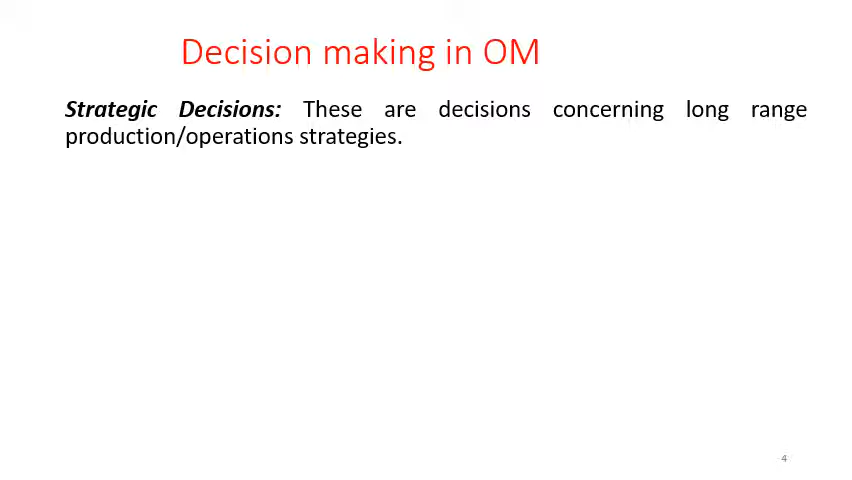 Decision making in OM
Strategic Decisions: These are decisions concerning long range
production/operations strategies.
4